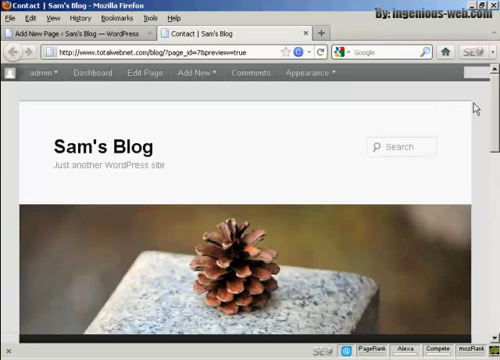 Contact | Sam's Blog - Mozilla Firefox
By: ingenious-web.com
File Edit View History Bookmarks Tools Help
Add New Page < Sam's Blog — WordPress
Contact | Sam's Blog
http://www.totalwebnet.com/blog/?page_id=7&preview=true
Google
SEO
admin Dashboard Edit Page Add New Comments Appearance
Sam's Blog
Search
Just another WordPress site
SEO PageRank Alexa Compete mozRank